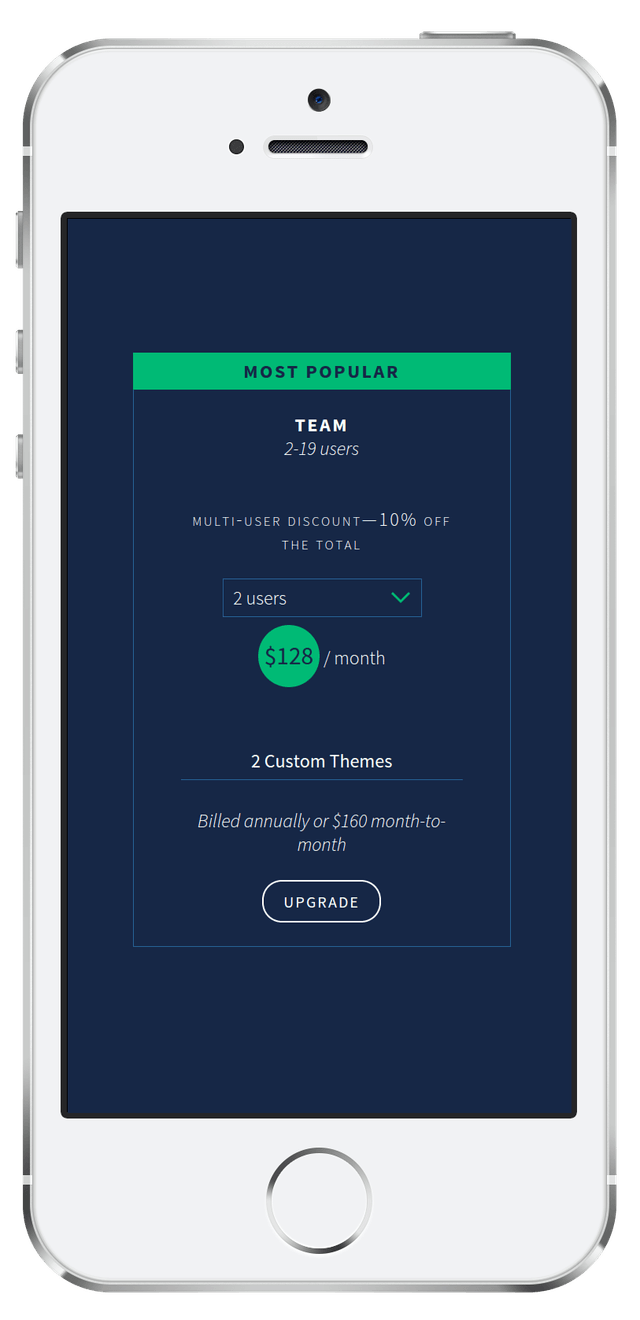 MOST POPULAR
TEAM
2-19 users
MULTI-USER DISCOUNT—10% OFF
THE TOTAL
2 users
$128 / month
2 Custom Themes
Billed annually or $160 month-to-
month
UPGRADE